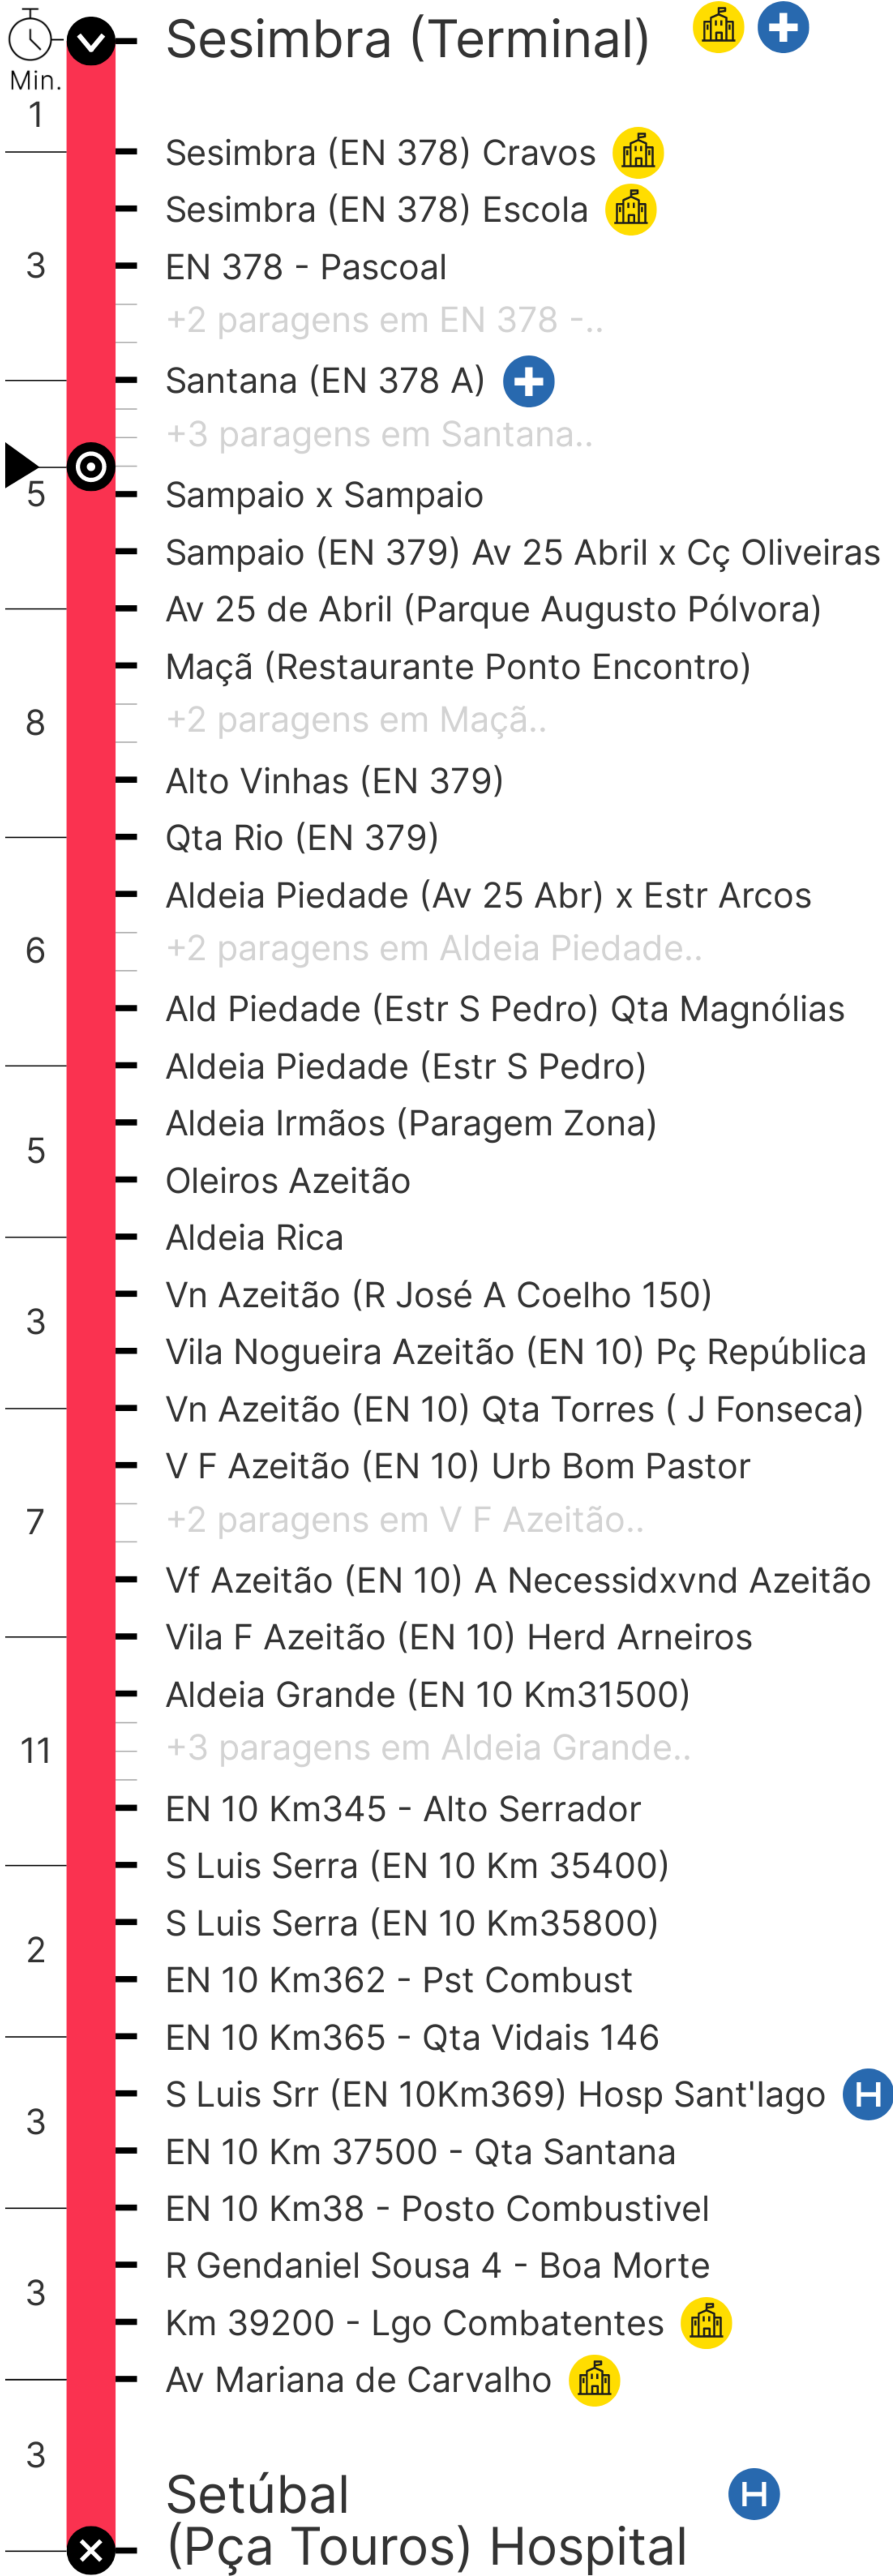 Sesimbra (Terminal)
Min.
1
Sesimbra (EN 378) Cravos
Sesimbra (EN 378) Escola
3
EN 378 - Pascoal
+2 paragens em EN 378 -..
Santana (EN 378 A)
+3 paragens em Santana..
5
Sampaio x Sampaio
Sampaio (EN 379) Av 25 Abril x Cç Oliveiras
Av 25 de Abril (Parque Augusto Pólvora)
Maçã (Restaurante Ponto Encontro)
8
+2 paragens em Maçã..
Alto Vinhas (EN 379)
Qta Rio (EN 379)
Aldeia Piedade (Av 25 Abr) x Estr Arcos
6
+2 paragens em Aldeia Piedade..
Ald Piedade (Estr S Pedro) Qta Magnólias
Aldeia Piedade (Estr S Pedro)
Aldeia Irmãos (Paragem Zona)
5
Oleiros Azeitão
Aldeia Rica
Vn Azeitão (R José A Coelho 150)
3
Vila Nogueira Azeitão (EN 10) Pç República
Vn Azeitão (EN 10) Qta Torres ( J Fonseca)
V F Azeitão (EN 10) Urb Bom Pastor
7
+2 paragens em V F Azeitão..
Vf Azeitão (EN 10) A Necessidxvnd Azeitão
Vila F Azeitão (EN 10) Herd Arneiros
Aldeia Grande (EN 10 Km31500)
11
+3 paragens em Aldeia Grande..
EN 10 Km345 - Alto Serrador
S Luis Serra (EN 10 Km 35400)
S Luis Serra (EN 10 Km35800)
2
EN 10 Km362 - Pst Combust
EN 10 Km365 - Qta Vidais 146
S Luis Srr (EN 10Km369) Hosp Sant'Iago
H
3
EN 10 Km 37500 - Qta Santana
EN 10 Km38 - Posto Combustivel
R Gendaniel Sousa 4 - Boa Morte
3
Km 39200 - Lgo Combatentes
Av Mariana de Carvalho
3
Setúbal
H
(Pça Touros) Hospital